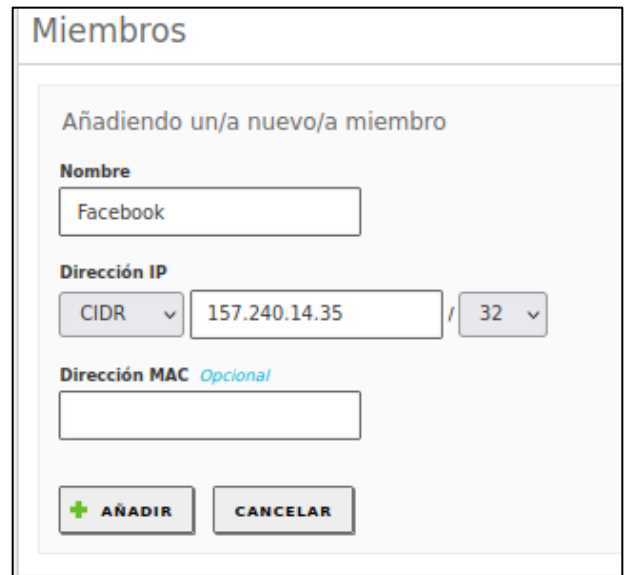 Miembros
Añadiendo un/a nuevo/a miembro
Nombre
Facebook
Dirección IP
CIDR 157.240.14.35 / 32
Dirección MAC Opcional
AÑADIR CANCELAR